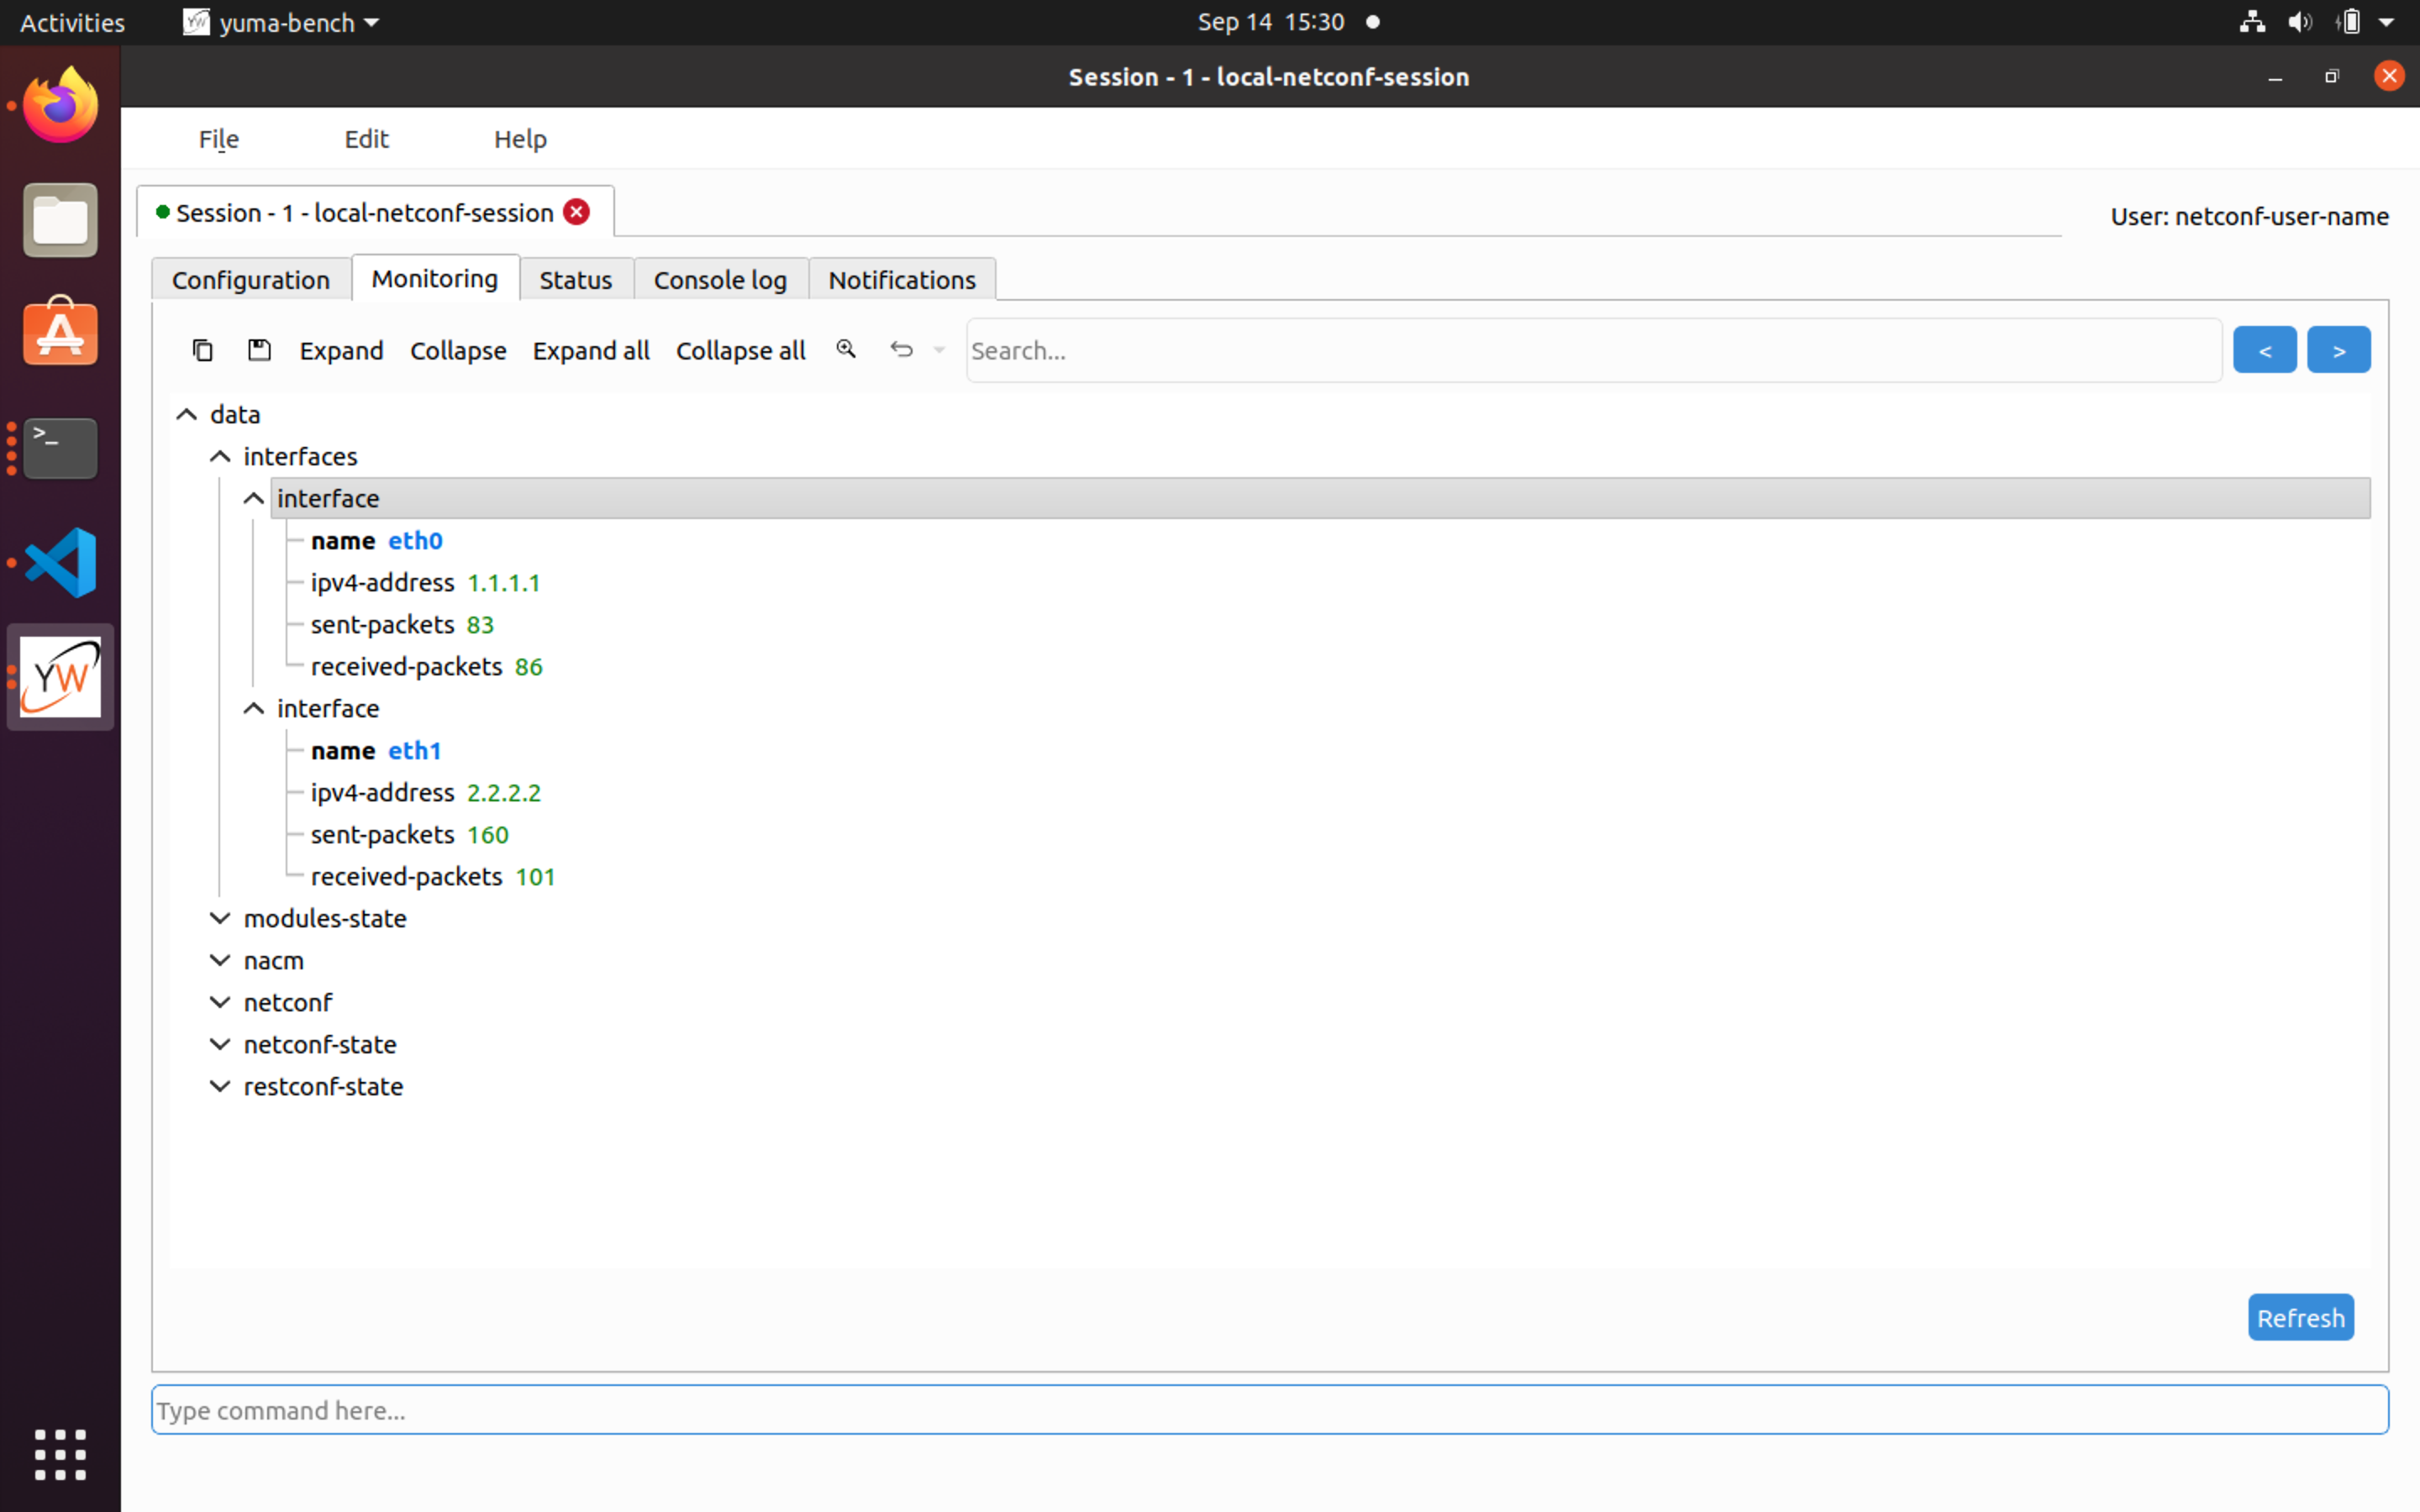 Activities yuma-bench Sep 14 15:30
Session - 1 - local-netconf-session
File Edit Help
Session - 1 - local-netconf-session User: netconf-user-name
Configuration Monitoring Status Console log Notifications
Expand Collapse Expand all Collapse all Search... < >
data
interfaces
interface
name eth0
ipv4-address 1.1.1.1
sent-packets 83
received-packets 86
interface
name eth1
ipv4-address 2.2.2.2
sent-packets 160
received-packets 101
modules-state
nacm
netconf
netconf-state
restconf-state
Refresh
Type command here...
>_
YW